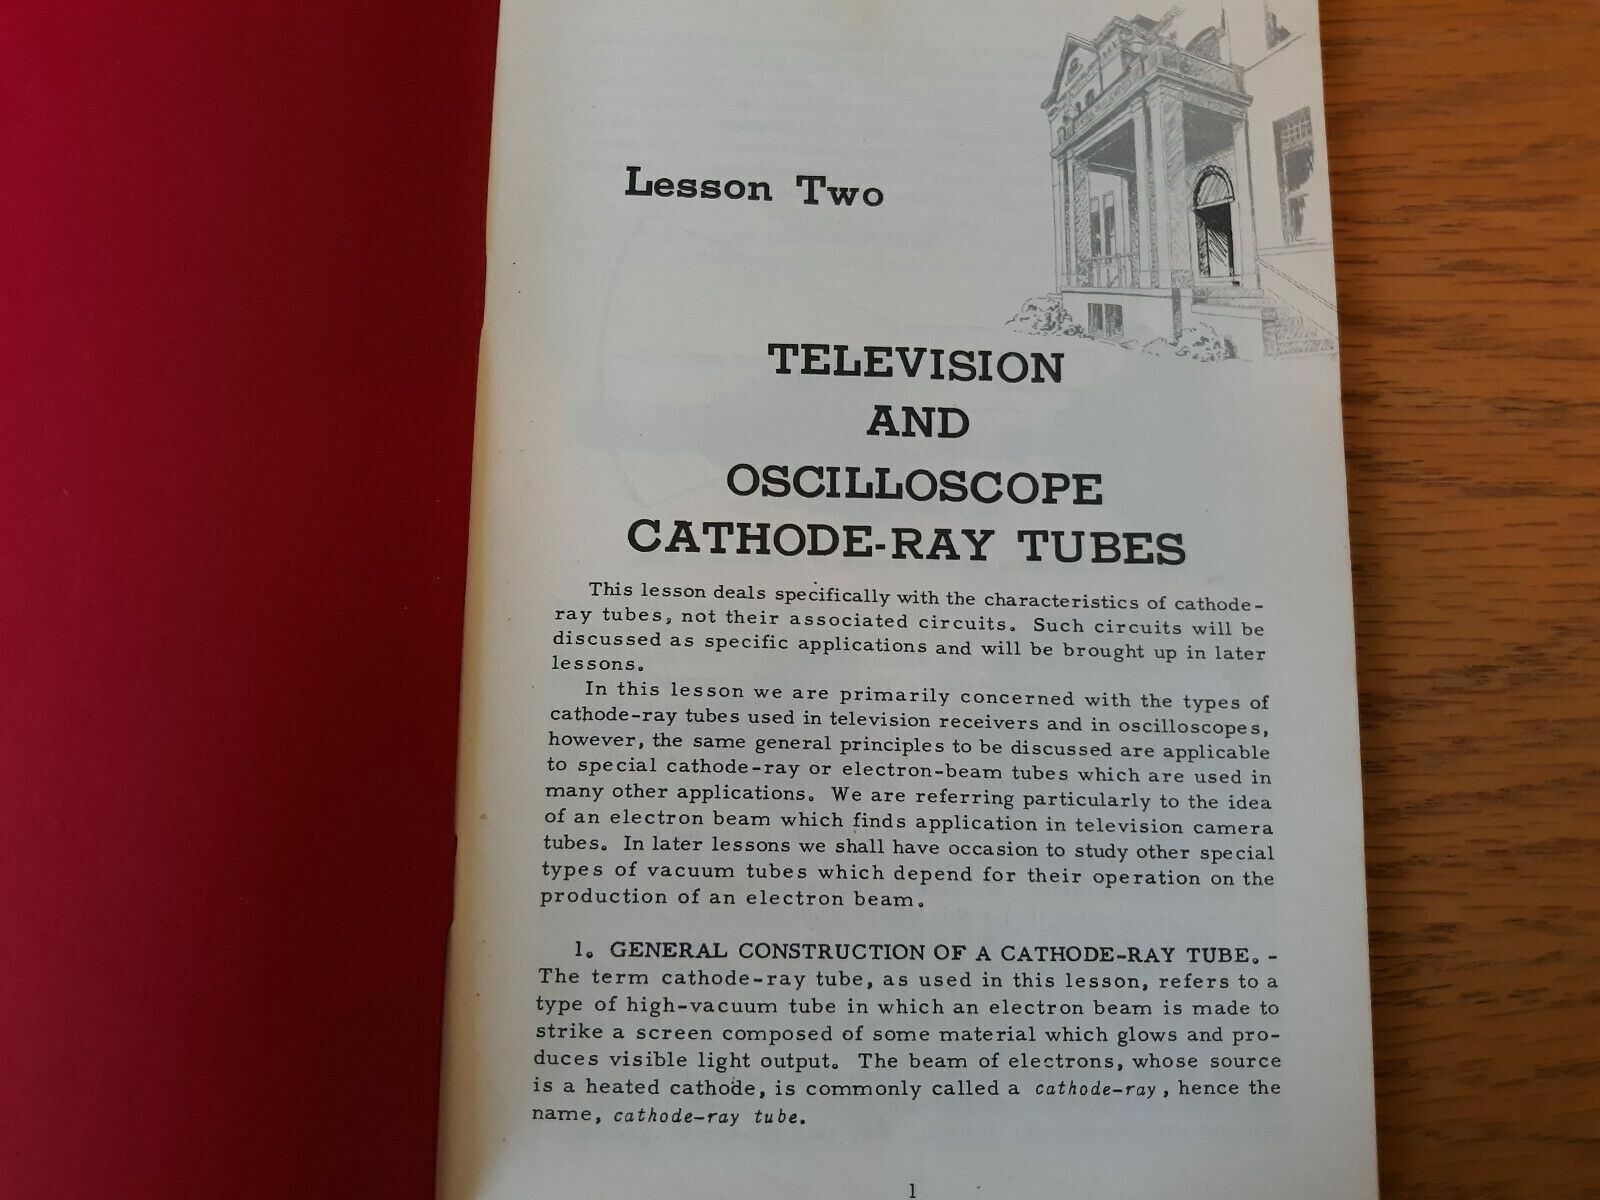 Lesson Two
TELEVISION
AND
OSCILLOSCOPE
CATHODE-RAY TUBES
This lesson deals specifically with the characteristics of cathode-
ray tubes, not their associated circuits. Such circuits will be
discussed as specific applications and will be brought up in later
lessons.
In this lesson we are primarily concerned with the types of
cathode-ray tubes used in television receivers and in oscilloscopes,
however, the same general principles to be discussed are applicable
to special cathode-ray or electron-beam tubes which are used in
many other applications. We are referring particularly to the idea
of an electron beam which finds application in television camera
tubes. In later lessons we shall have occasion to study other special
types of vacuum tubes which depend for their operation on the
production of an electron beam.
1. GENERAL CONSTRUCTION OF A CATHODE-RAY TUBE. -
The term cathode-ray tube, as used in this lesson, refers to a
type of high-vacuum tube in which an electron beam is made to
strike a screen composed of some material which glows and pro-
duces visible light output. The beam of electrons, whose source
is a heated cathode, is commonly called a cathode-ray, hence the
name, cathode-ray tube.
1